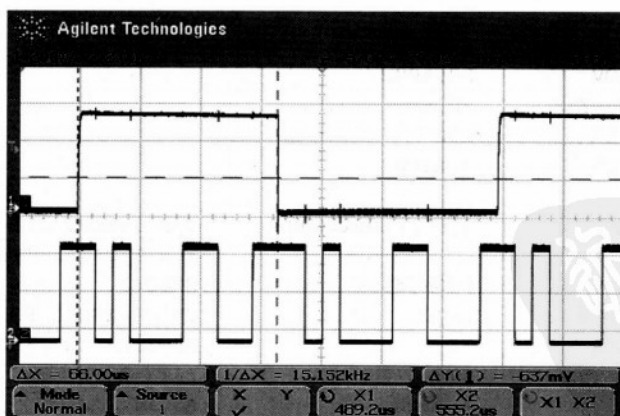 Agilent Technologies
ΔX = 66.00us 1/ΔX = 15.152kHz ΔY(1) = -637mV
Mode Source X Y X1 X2 X1 X2
Normal 1 ✓ 489.2us 555.2us